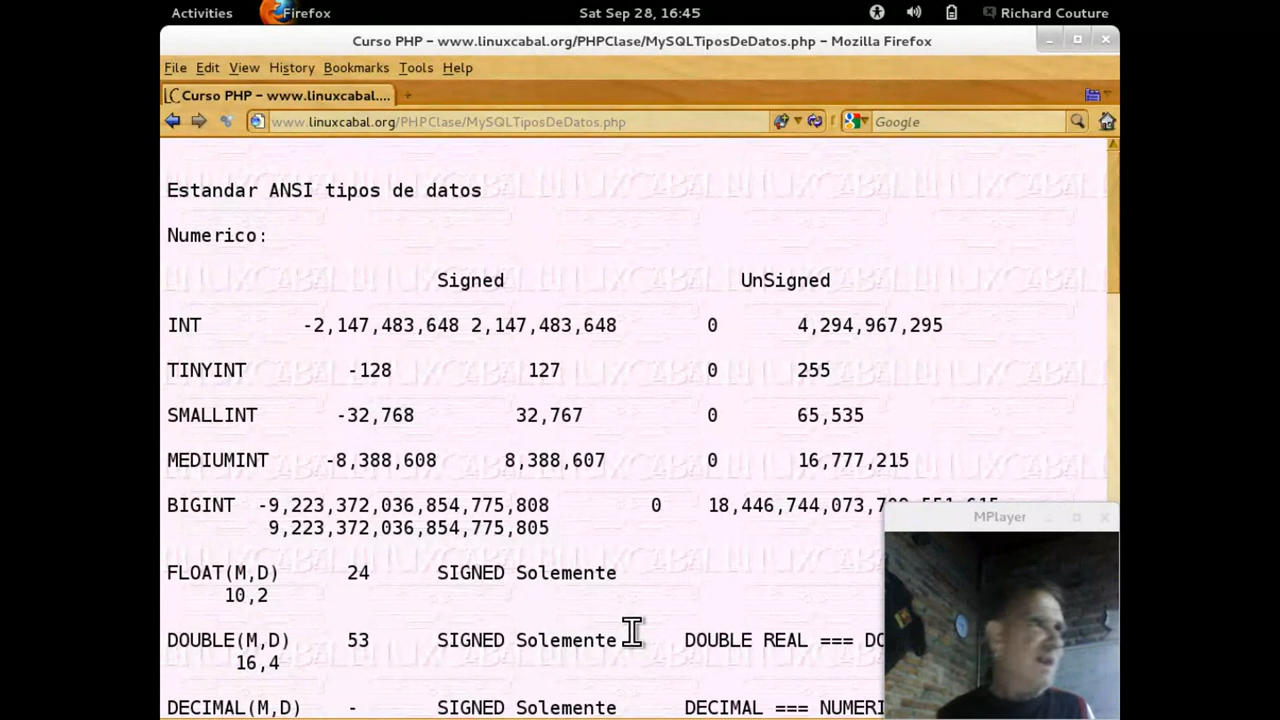 Activities Firefox Sat Sep 28, 16:45 Richard Couture
Curso PHP - www.linuxcabal.org/PHPClase/MySQLTiposDeDatos.php - Mozilla Firefox
File Edit View History Bookmarks Tools Help
Curso PHP - www.linuxcabal.org....
www.linuxcabal.org/PHPClase/MySQLTiposDeDatos.php Google
Estandar ANSI tipos de datos
Numerico:
Signed UnSigned
INT -2,147,483,648 2,147,483,648 0 4,294,967,295
TINYINT -128 127 0 255
SMALLINT -32,768 32,767 0 65,535
MEDIUMINT -8,388,608 8,388,607 0 16,777,215
BIGINT -9,223,372,036,854,775,808 0 18,446,744,073,709,551,615
9,223,372,036,854,775,805
MPlayer
FLOAT(M,D) 24 SIGNED Solemente
10,2
DOUBLE(M,D) 53 SIGNED Solemente DOUBLE REAL === DO
16,4
DECIMAL(M,D) - SIGNED Solemente DECIMAL === NUMERI